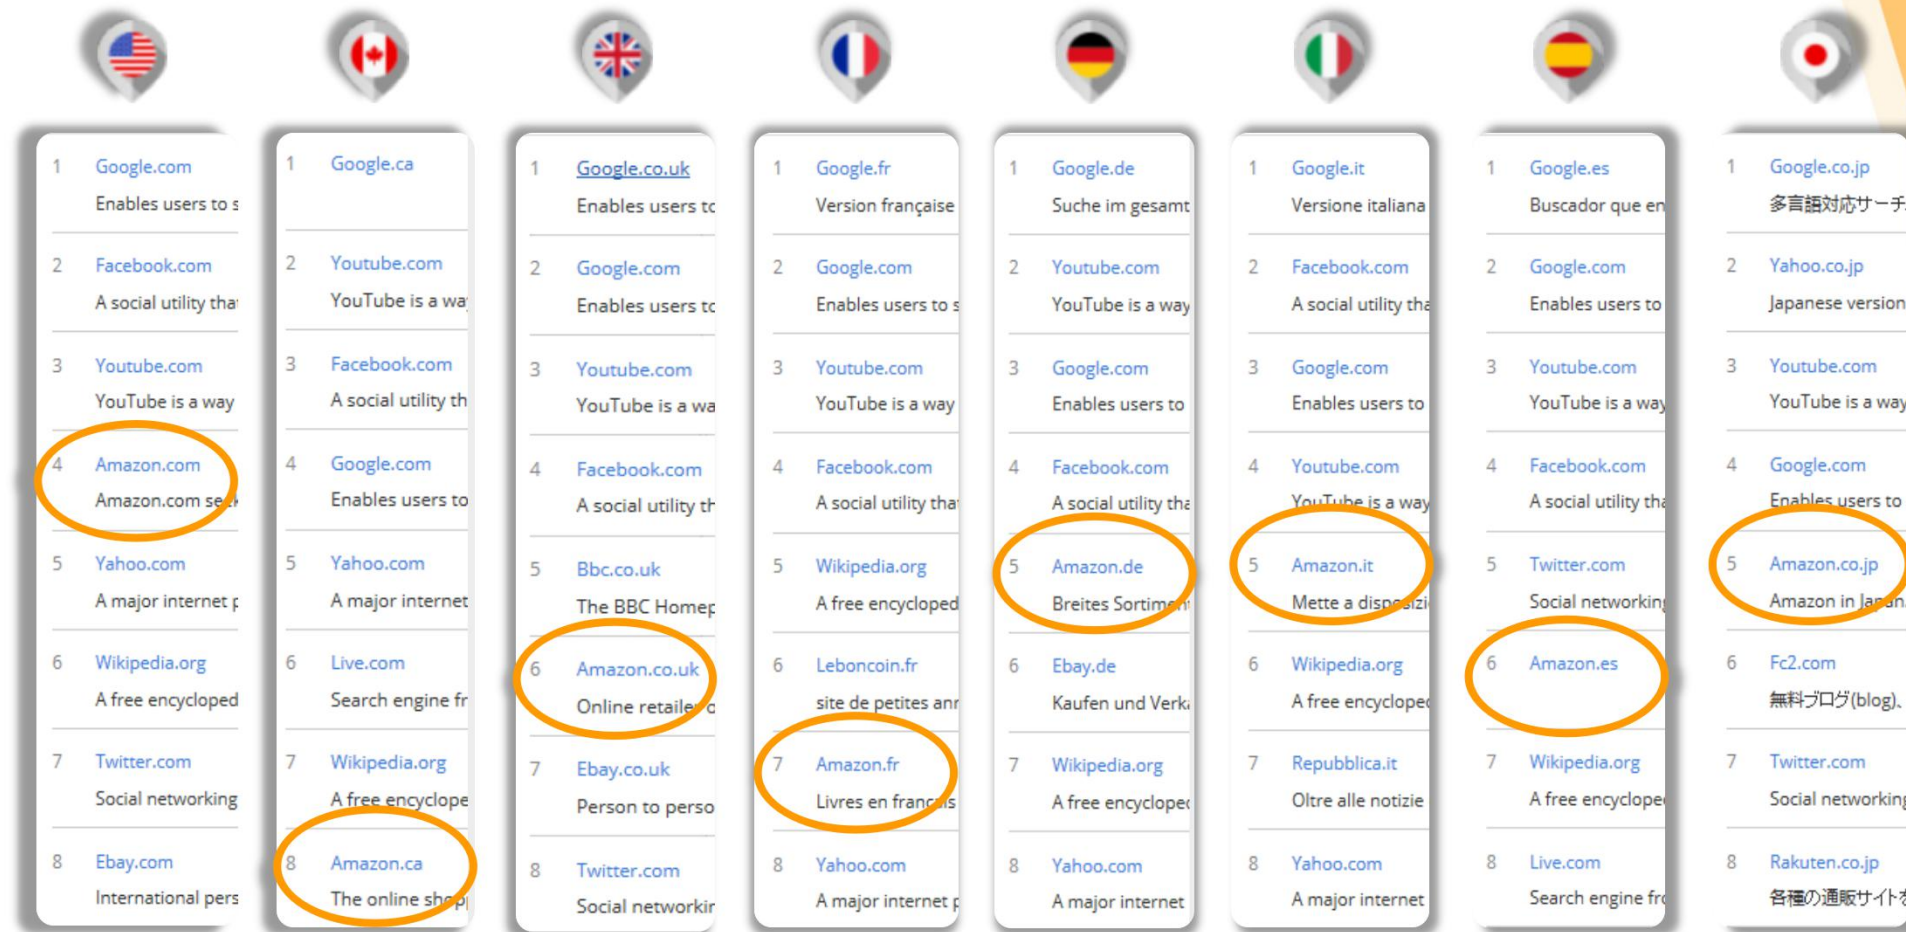 1 Google.com
Enables users to s
2 Facebook.com
A social utility tha
3 Youtube.com
YouTube is a way
4 Amazon.com
Amazon.com seek
5 Yahoo.com
A major internet p
6 Wikipedia.org
A free encycloped
7 Twitter.com
Social networking
8 Ebay.com
International pers
1 Google.ca
2 Youtube.com
YouTube is a way
3 Facebook.com
A social utility th
4 Google.com
Enables users to
5 Yahoo.com
A major internet
6 Live.com
Search engine fr
7 Wikipedia.org
A free encyclope
8 Amazon.ca
The online shopp
1 Google.co.uk
Enables users to
2 Google.com
Enables users to
3 Youtube.com
YouTube is a wa
4 Facebook.com
A social utility th
5 Bbc.co.uk
The BBC Homep
6 Amazon.co.uk
Online retailer o
7 Ebay.co.uk
Person to perso
8 Twitter.com
Social networkin
1 Google.fr
Version française
2 Google.com
Enables users to s
3 Youtube.com
YouTube is a way
4 Facebook.com
A social utility tha
5 Wikipedia.org
A free encycloped
6 Leboncoin.fr
site de petites ann
7 Amazon.fr
Livres en français
8 Yahoo.com
A major internet p
1 Google.de
Suche im gesamt
2 Youtube.com
YouTube is a way
3 Google.com
Enables users to
4 Facebook.com
A social utility tha
5 Amazon.de
Breites Sortiment
6 Ebay.de
Kaufen und Verka
7 Wikipedia.org
A free encycloped
8 Yahoo.com
A major internet
1 Google.it
Versione italiana
2 Facebook.com
A social utility tha
3 Google.com
Enables users to
4 Youtube.com
YouTube is a way
5 Amazon.it
Mette a disposizi
6 Wikipedia.org
A free encycloped
7 Repubblica.it
Oltre alle notizie
8 Yahoo.com
A major internet
1 Google.es
Buscador que en
2 Google.com
Enables users to
3 Youtube.com
YouTube is a way
4 Facebook.com
A social utility tha
5 Twitter.com
Social networking
6 Amazon.es
7 Wikipedia.org
A free encyclope
8 Live.com
Search engine fro
1 Google.co.jp
多言語対応サーチ
2 Yahoo.co.jp
Japanese version
3 Youtube.com
YouTube is a way
4 Google.com
Enables users to
5 Amazon.co.jp
Amazon in Japan.
6 Fc2.com
無料ブログ(blog)、
7 Twitter.com
Social networking
8 Rakuten.co.jp
各種の通販サイトを